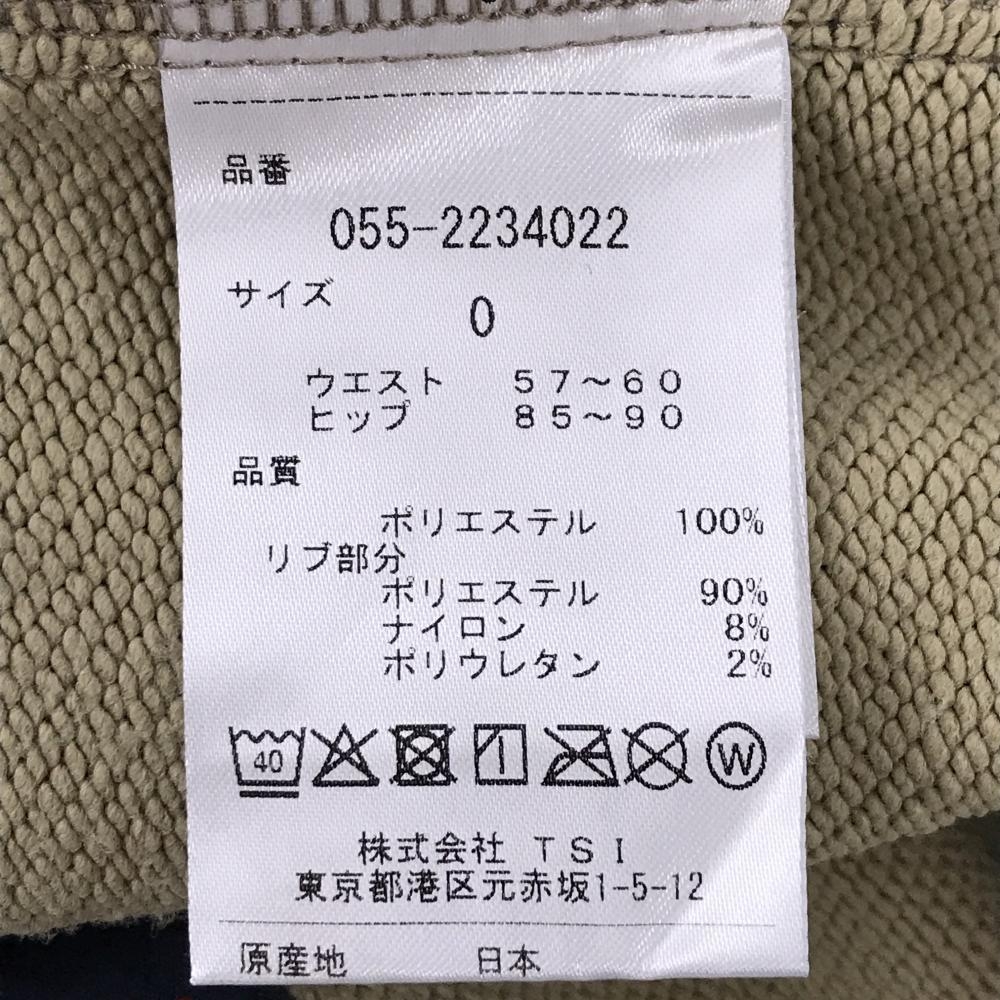 品番
055-2234022
サイズ
0
ウエスト 57～60
ヒップ 85～90
品質
ポリエステル 100%
リブ部分
ポリエステル 90%
ナイロン 8%
ポリウレタン 2%
40 W
株式会社 TSI
東京都港区元赤坂1-5-12
原産地 日本